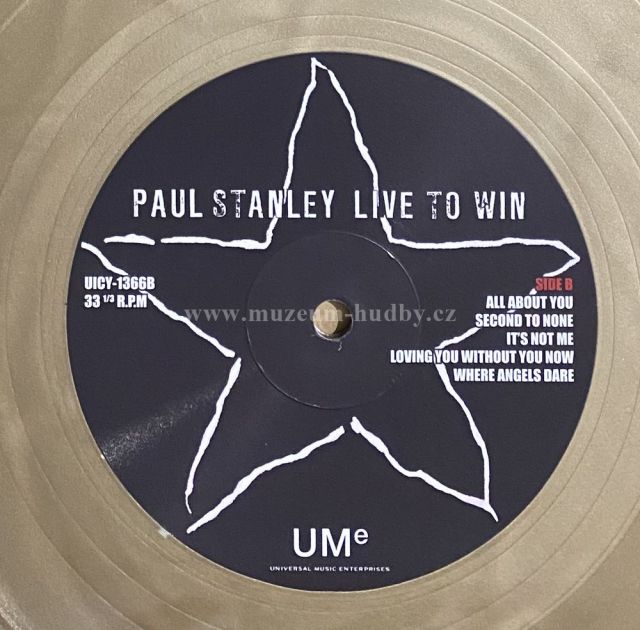 PAUL STANLEY LIVE TO WIN
UICY-1366B
33 1/3 R.P.M
SIDE B
ALL ABOUT YOU
SECOND TO NONE
www.muzeum-hudby.cz
IT'S NOT ME
LOVING YOU WITHOUT YOU NOW
WHERE ANGELS DARE
UMe
UNIVERSAL MUSIC ENTERPRISES